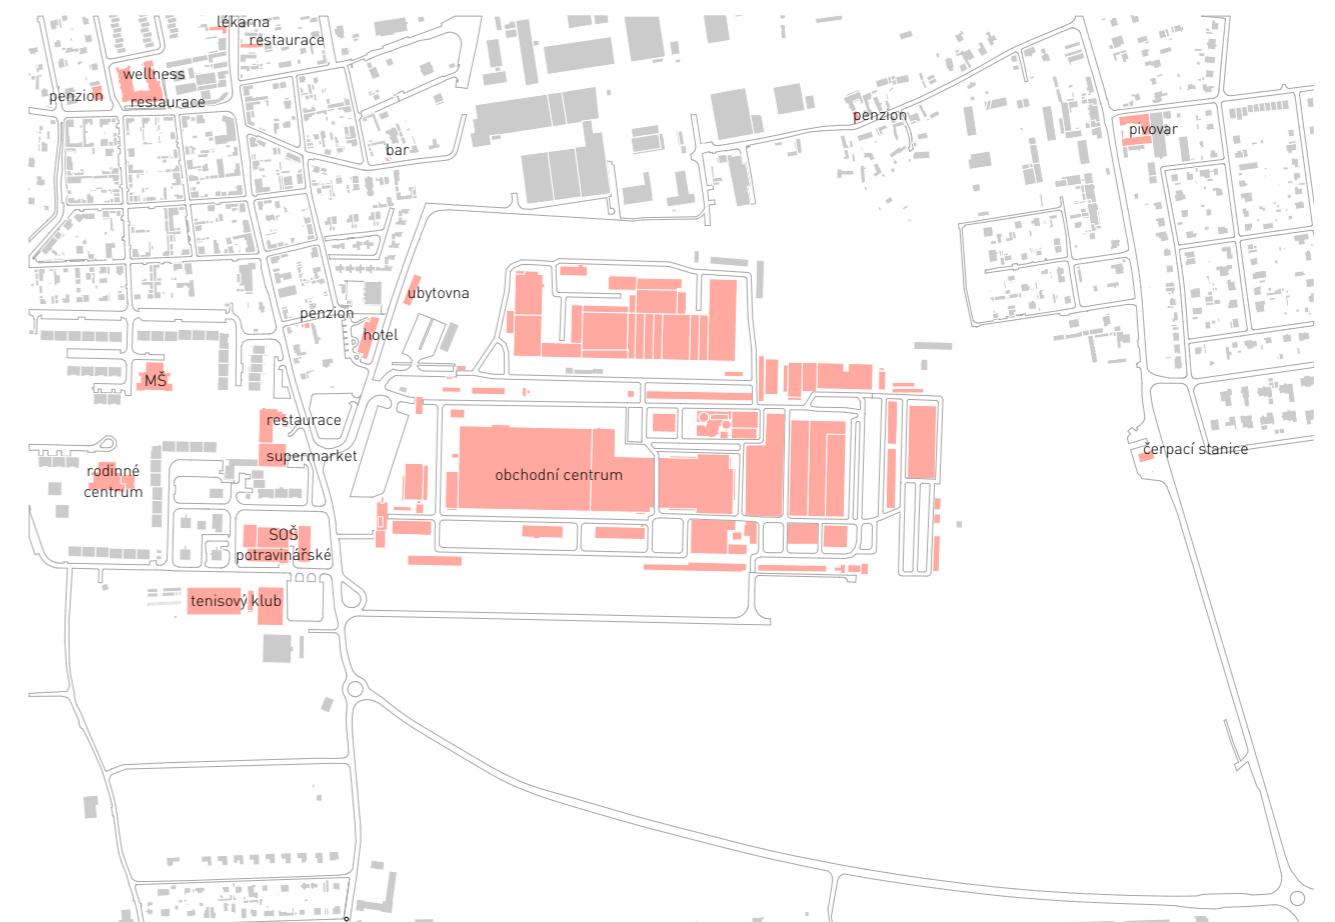 lékárna
restaurace
wellness
penzion
restaurace
penzion
pivovar
bar
ubytovna
penzion
hotel
MŠ
restaurace
čerpací stanice
supermarket
rodinné
centrum
obchodní centrum
SOŠ
potravinářské
tenisový klub